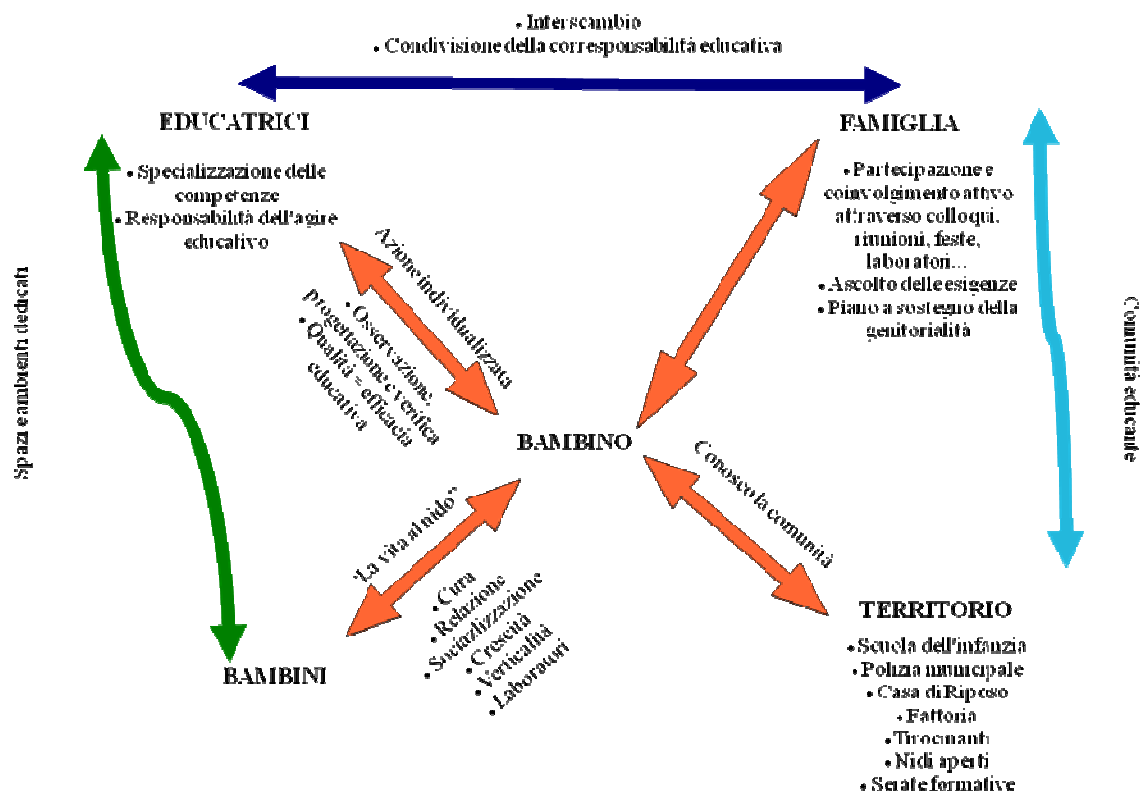 • Interscambio
• Condivisione della corresponsabilità educativa
EDUCATRICI
• Specializzazione delle
competenze
• Responsabilità dell'agire
educativo
FAMIGLIA
• Partecipazione e
coinvolgimento attivo
attraverso colloqui,
riunioni, feste,
laboratori...
• Ascolto delle esigenze
• Piano a sostegno della
genitorialità
Spazi e ambienti dedicati
Comunità educante
Azione individualizzata
• Osservazione,
progettazione e verifica
• Qualità = efficacia
educativa
BAMBINO
Conosco la comunità
"La vita al nido"
• Cura
• Relazione
• Socializzazione
• Crescità
• Verticalità
• Laboratori
BAMBINI
TERRITORIO
• Scuola dell'infanzia
• Polizia municipale
• Casa di Riposo
• Fattoria
• Tirocinanti
• Nidi aperti
• Serate formative